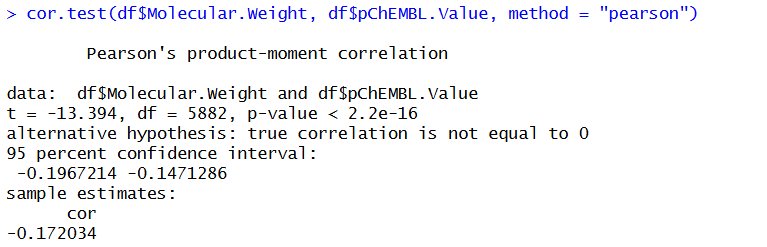 > cor.test(df$Molecular.Weight, df$pChEMBL.Value, method = "pearson")
Pearson's product-moment correlation
data:  df$Molecular.Weight and df$pChEMBL.Value
t = -13.394, df = 5882, p-value < 2.2e-16
alternative hypothesis: true correlation is not equal to 0
95 percent confidence interval:
-0.1967214 -0.1471286
sample estimates:
cor
-0.172034